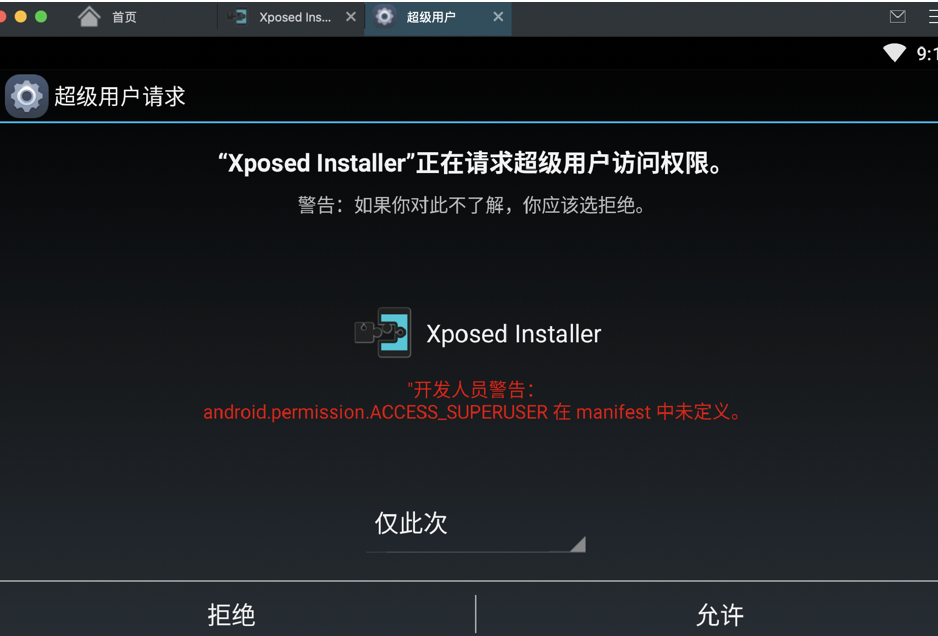 首页
Xposed Ins...
超级用户
超级用户请求
“Xposed Installer”正在请求超级用户访问权限。
警告：如果你对此不了解，你应该选拒绝。
Xposed Installer
"开发人员警告：
android.permission.ACCESS_SUPERUSER 在 manifest 中未定义。
仅此次
拒绝
允许